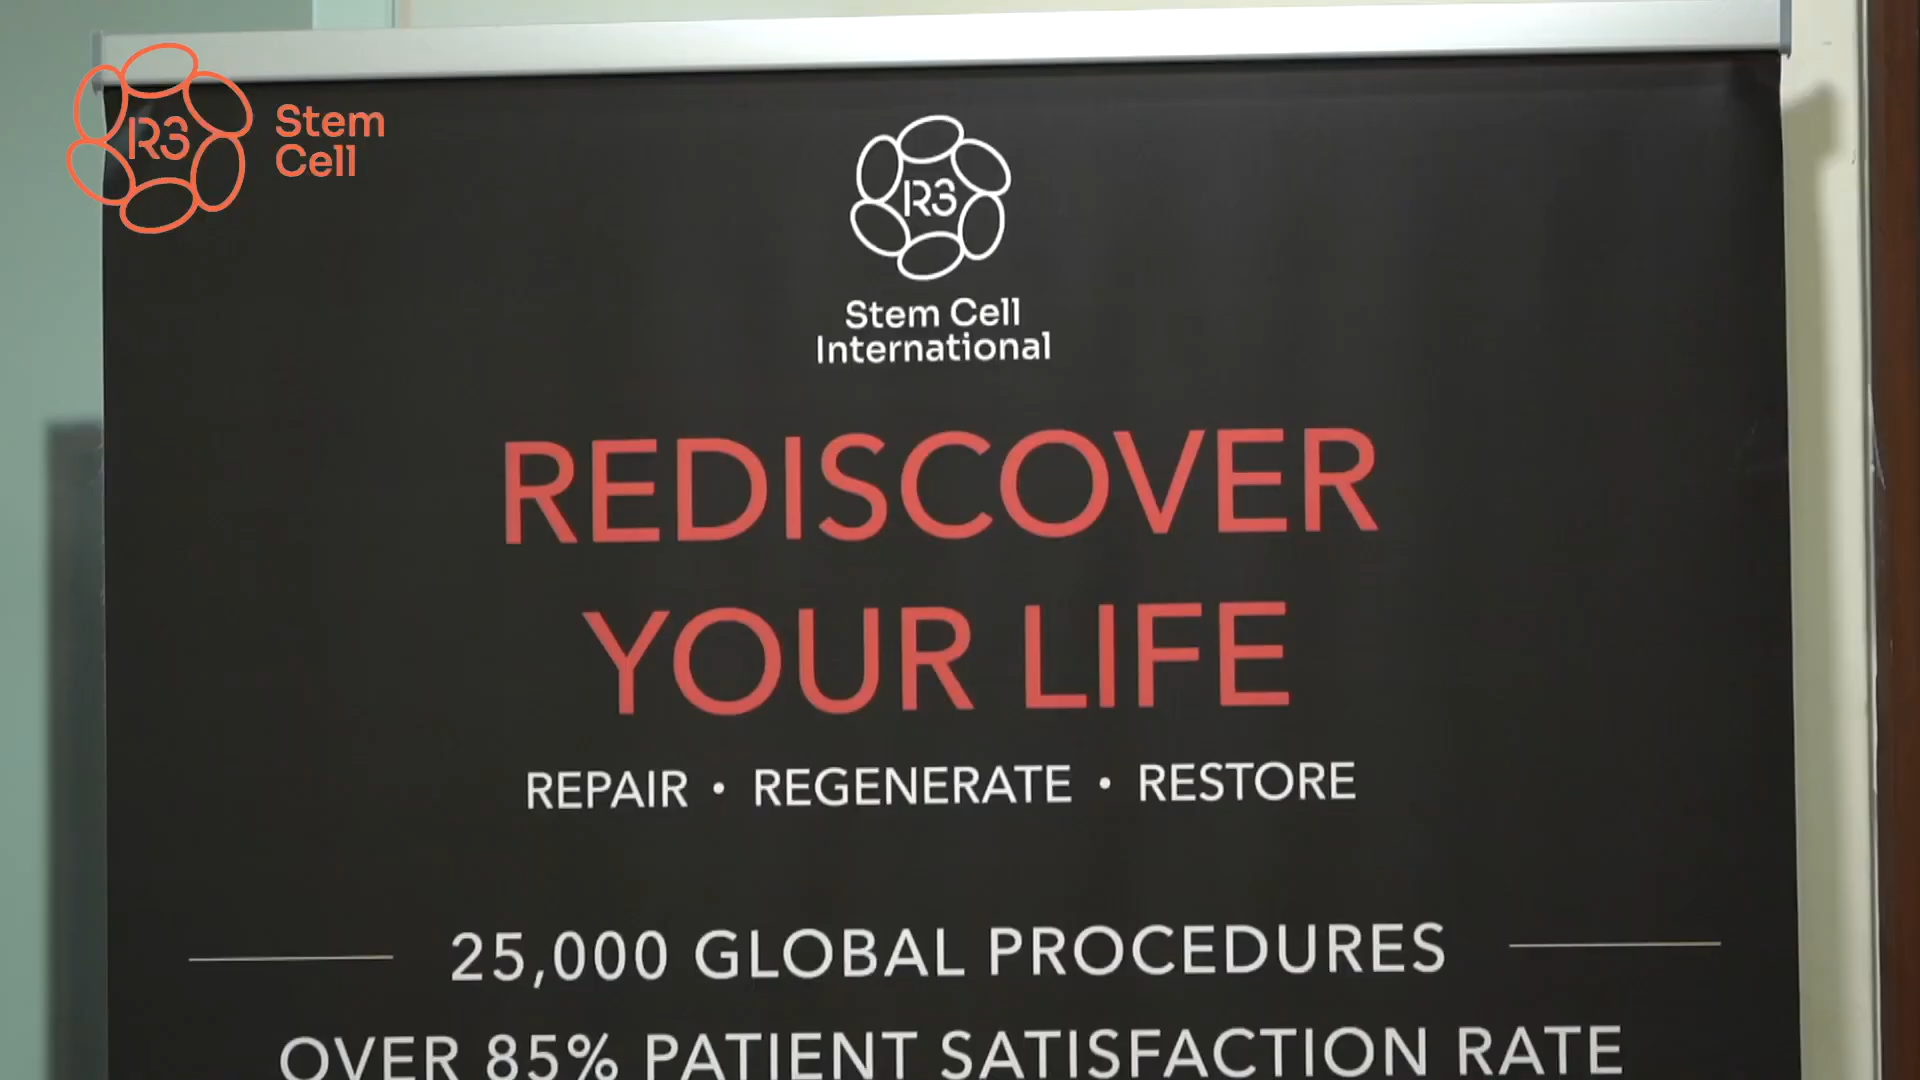 R3
Stem
Cell
R3
Stem Cell
International
REDISCOVER
YOUR LIFE
REPAIR • REGENERATE • RESTORE
25,000 GLOBAL PROCEDURES
OVER 85% PATIENT SATISFACTION RATE